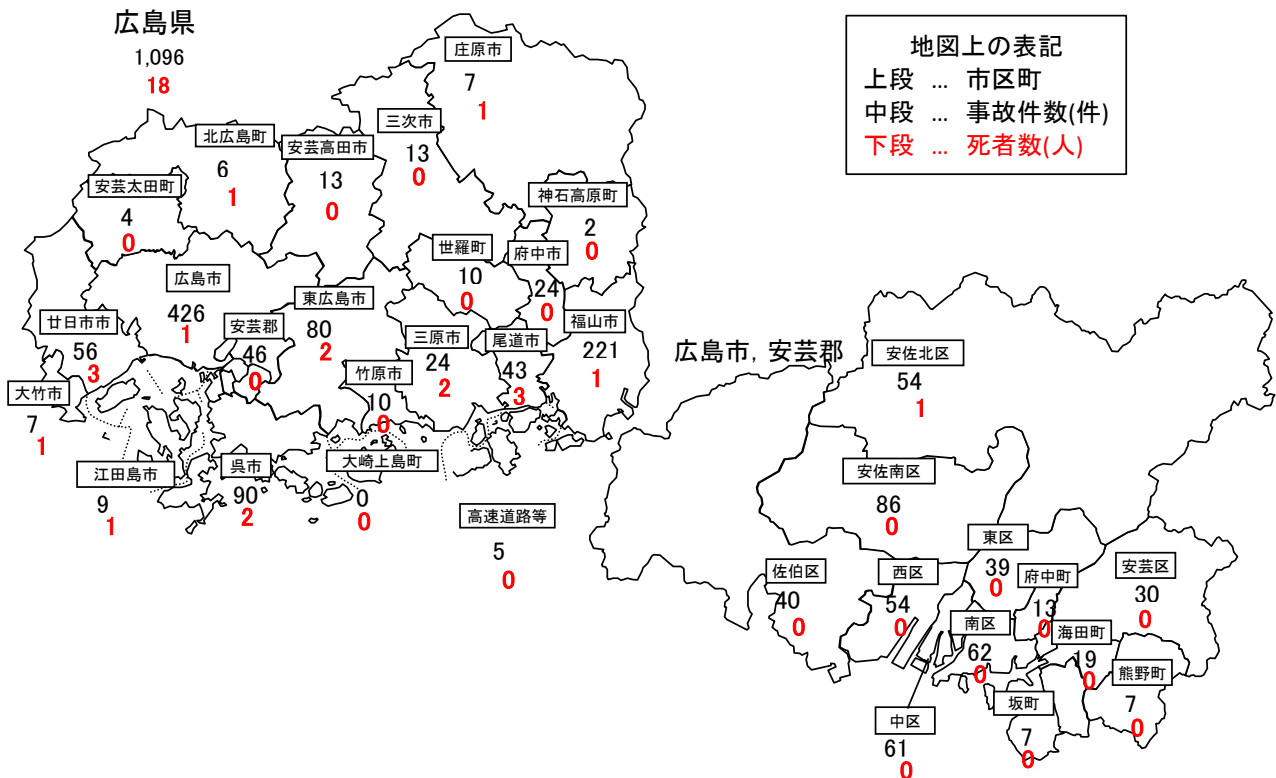 広島県
1,096
18
地図上の表記
上段 … 市区町
中段 … 事故件数(件)
下段 … 死者数(人)
庄原市
7
1
三次市
13
0
北広島町
6
1
安芸高田市
13
0
安芸太田町
4
0
神石高原町
2
0
世羅町
10
0
府中市
24
0
広島市
426
1
東広島市
80
2
安芸郡
46
0
廿日市市
56
3
三原市
24
2
尾道市
43
3
福山市
221
1
竹原市
10
0
大竹市
7
1
江田島市
9
1
呉市
90
2
大崎上島町
0
0
高速道路等
5
0
広島市, 安芸郡
安佐北区
54
1
安佐南区
86
0
東区
39
0
佐伯区
40
0
西区
54
0
府中町
13
0
安芸区
30
0
南区
62
0
海田町
19
0
熊野町
7
0
坂町
7
0
中区
61
0